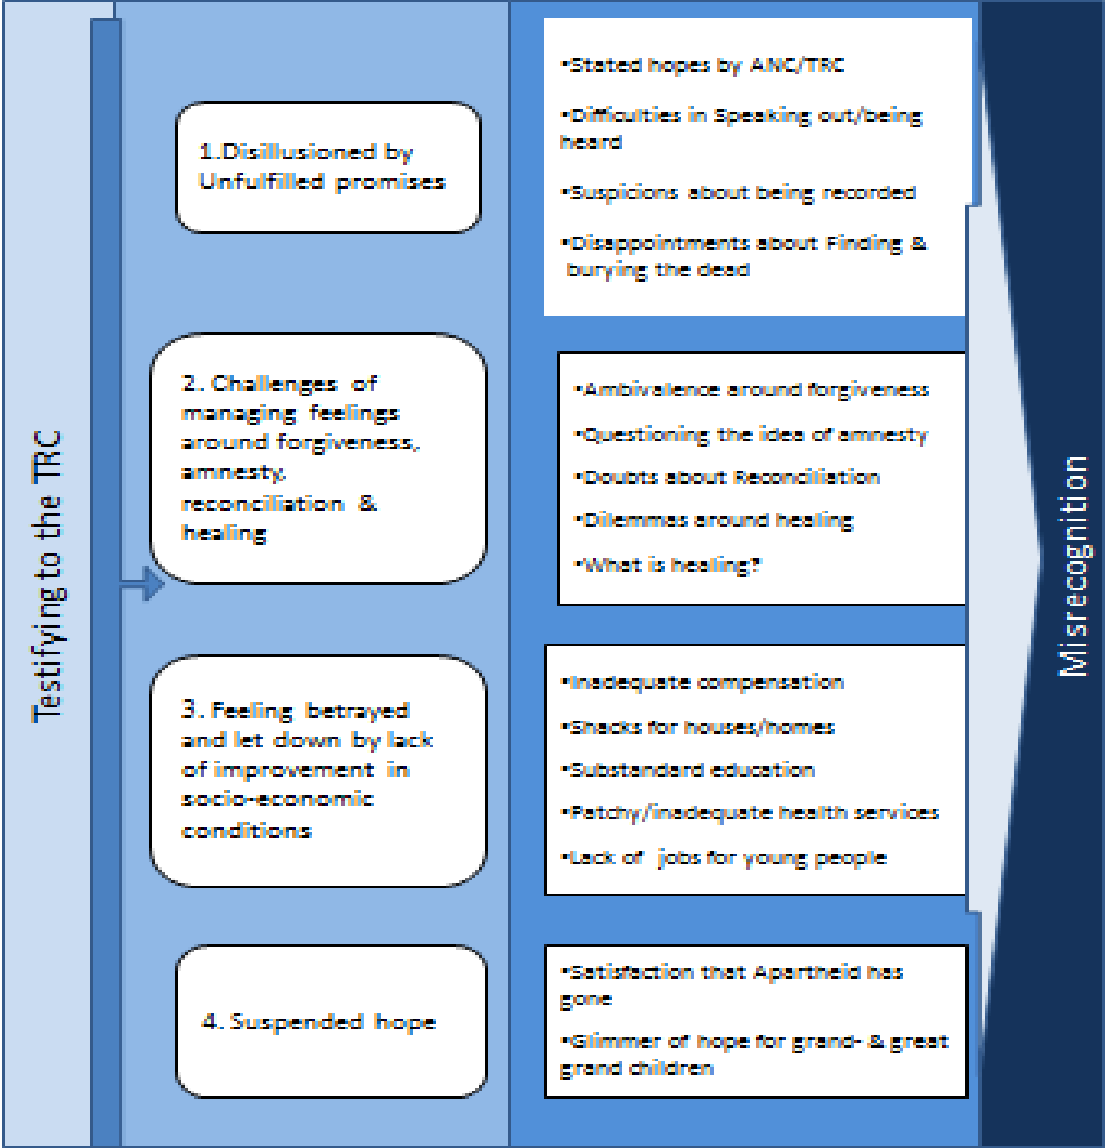 Testifying to the TRC
1.Disillusioned by
Unfulfilled promises
•Stated hopes by ANC/TRC
•Difficulties in Speaking out/being
heard
•Suspicions about being recorded
•Disappointments about Finding &
burying the dead
2. Challenges of
managing feelings
around forgiveness,
amnesty,
reconciliation &
healing
•Ambivalence around forgiveness
•Questioning the idea of amnesty
•Doubts about Reconciliation
•Dilemmas around healing
•What is healing?
3. Feeling betrayed
and let down by lack
of improvement in
socio-economic
conditions
•Inadequate compensation
•Shacks for houses/homes
•Substandard education
•Patchy/inadequate health services
•Lack of jobs for young people
4. Suspended hope
•Satisfaction that Apartheid has
gone
•Glimmer of hope for grand- & great
grand children
Misrecognition